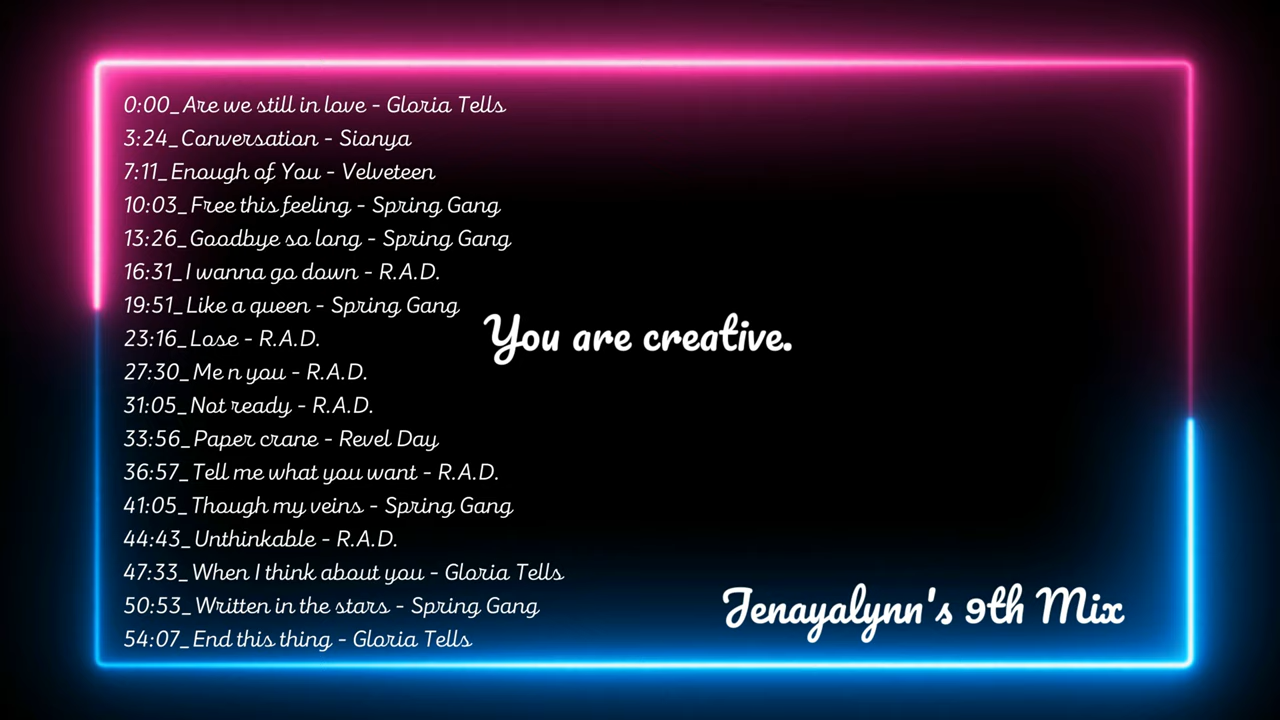 0:00_Are we still in love - Gloria Tells
3:24_Conversation - Sionya
7:11_Enough of You - Velveteen
10:03_Free this feeling - Spring Gang
13:26_Goodbye so long - Spring Gang
16:31_I wanna go down - R.A.D.
19:51_Like a queen - Spring Gang
23:16_Lose - R.A.D.
You are creative.
27:30_Me n you - R.A.D.
31:05_Not ready - R.A.D.
33:56_Paper crane - Revel Day
36:57_Tell me what you want - R.A.D.
41:05_Though my veins - Spring Gang
44:43_Unthinkable - R.A.D.
47:33_When I think about you - Gloria Tells
50:53_Written in the stars - Spring Gang
54:07_End this thing - Gloria Tells
Jenayalynn's 9th Mix